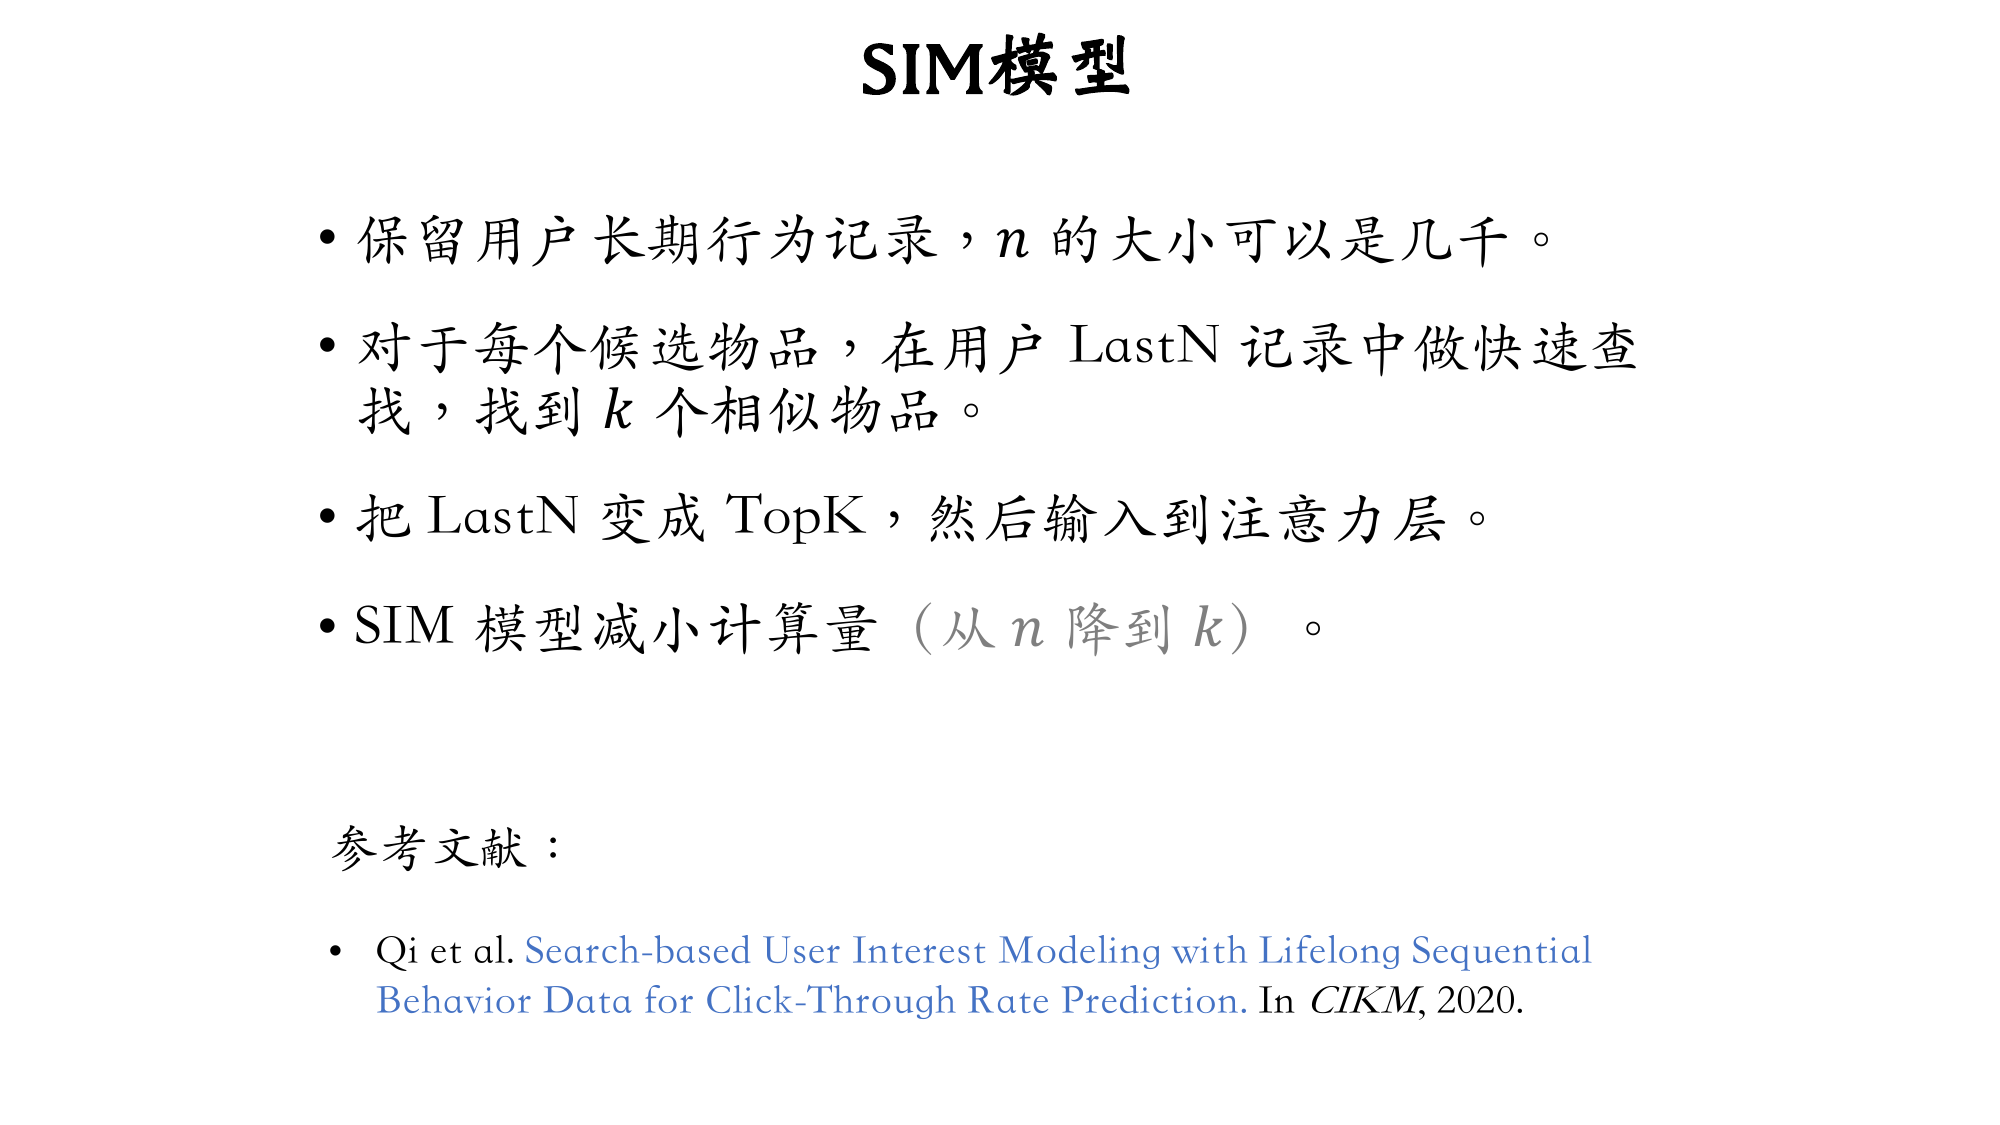 SIM模型
• 保留用户长期行为记录，n 的大小可以是几千。
• 对于每个候选物品，在用户 LastN 记录中做快速查
找，找到 k 个相似物品。
• 把 LastN 变成 TopK，然后输入到注意力层。
• SIM 模型减小计算量（从 n 降到 k）。
参考文献：
• Qi et al. Search-based User Interest Modeling with Lifelong Sequential
Behavior Data for Click-Through Rate Prediction. In CIKM, 2020.